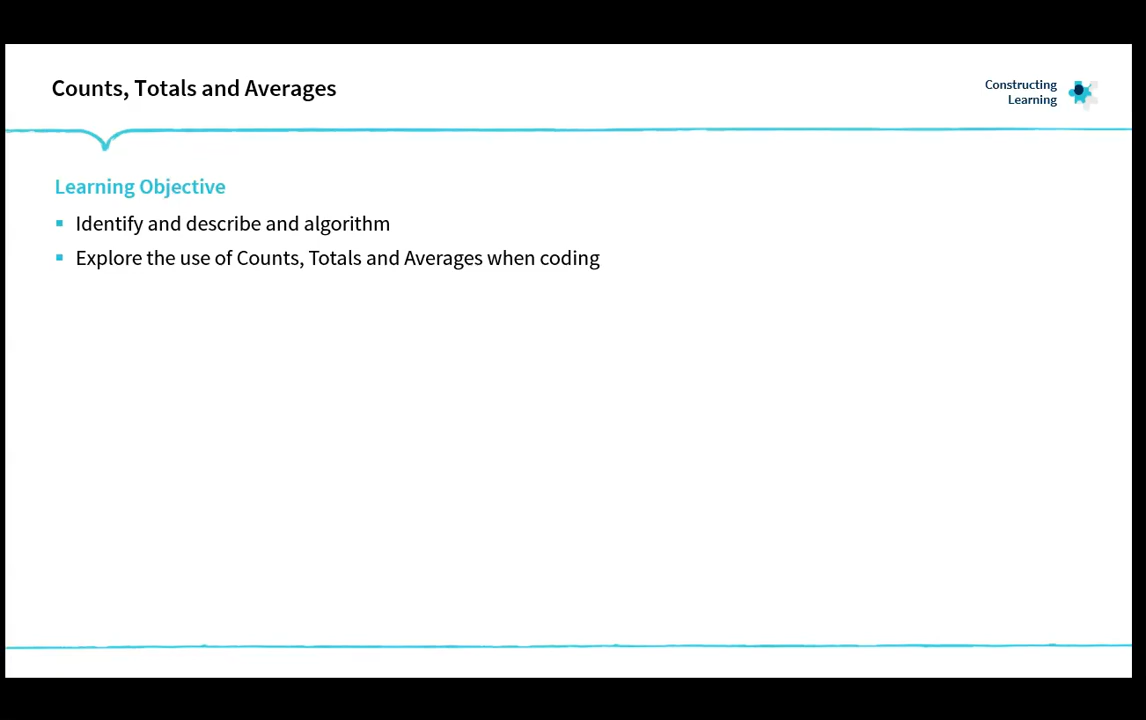 Counts, Totals and Averages
Constructing
Learning
Learning Objective
Identify and describe and algorithm
Explore the use of Counts, Totals and Averages when coding